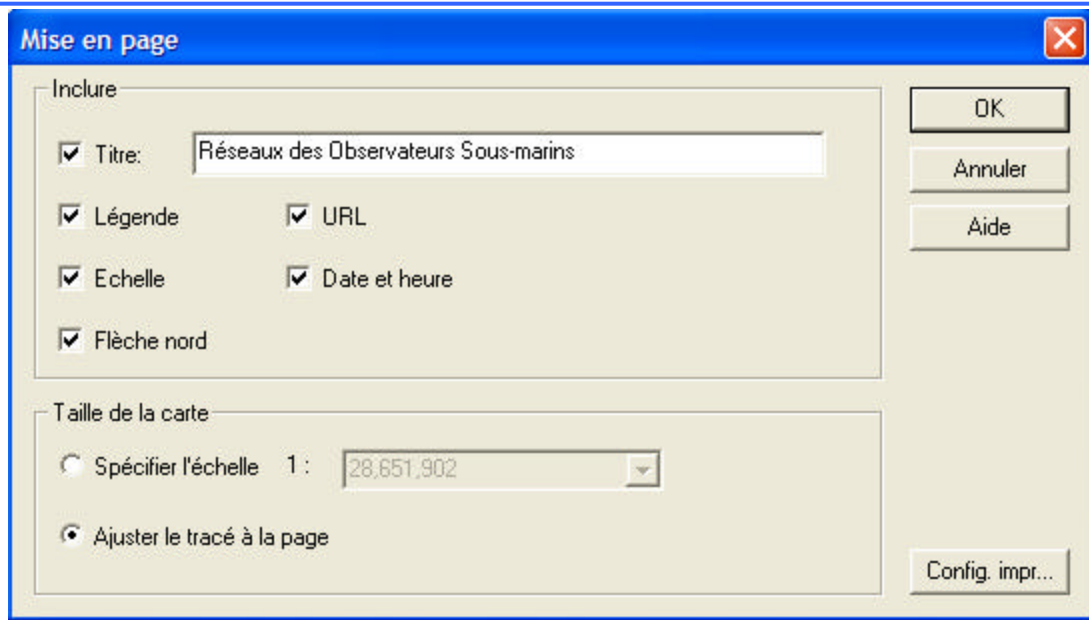 Mise en page
Inclure
Titre: Réseaux des Observateurs Sous-marins
Légende URL
Echelle Date et heure
Flèche nord
OK
Annuler
Aide
Taille de la carte
Spécifier l'échelle 1 : 28,651,902
Ajuster le tracé à la page
Config. impr...